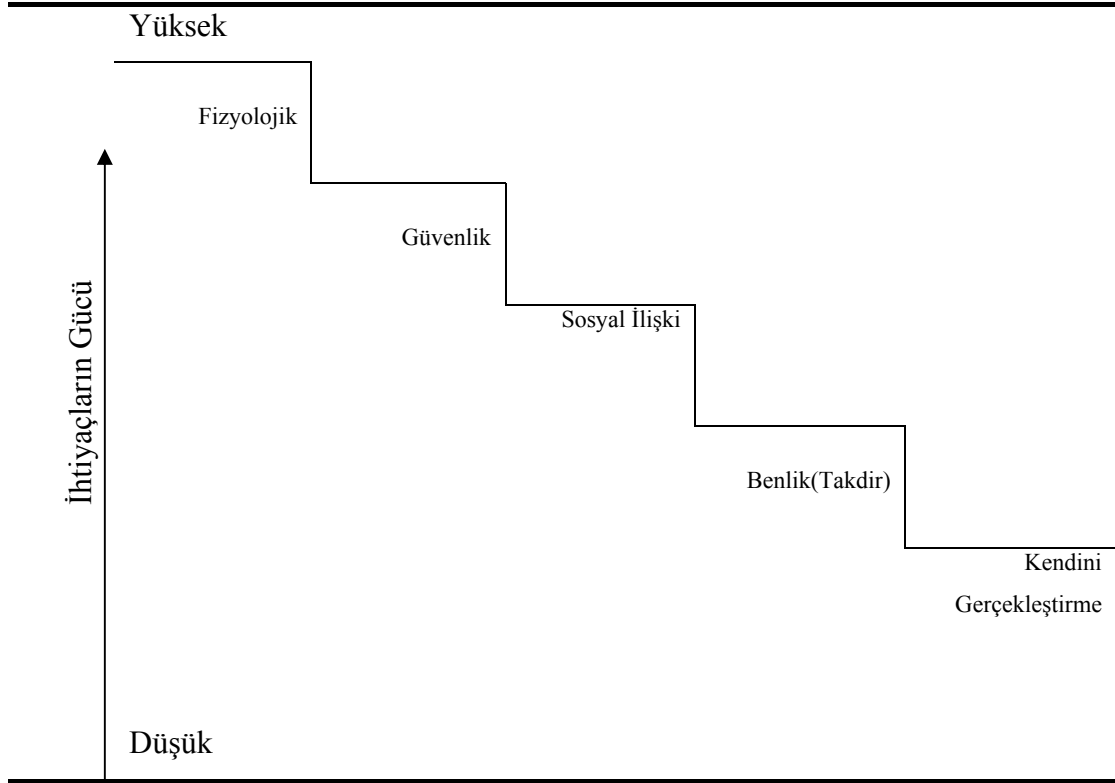 Yüksek
Fizyolojik
Güvenlik
İhtiyaçların Gücü
Sosyal İlişki
Benlik(Takdir)
Kendini
Gerçekleştirme
Düşük